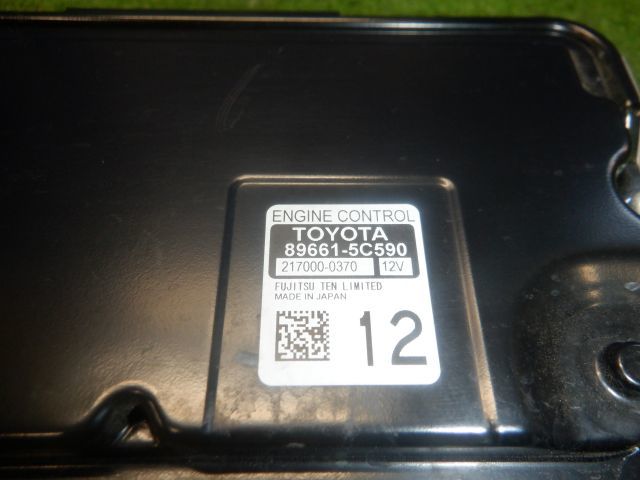 ENGINE CONTROL
TOYOTA
89661-5C590
217000-0370 12V
FUJITSU TEN LIMITED
MADE IN JAPAN
12